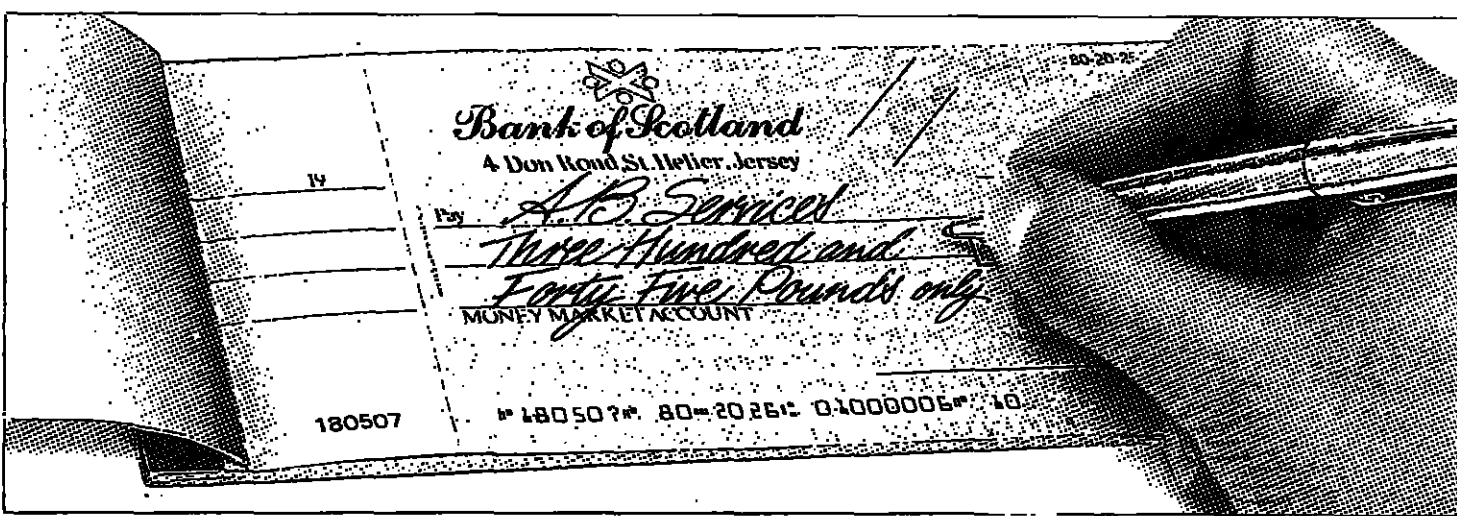 80-20-2
Bank of Scotland
4 Don Road, St. Helier, Jersey
19
Pay A.B. Services
Three Hundred and
Forty Five Pounds only
MONEY MARKET ACCOUNT
180507
⑈180507⑈ 80⑉2026⑆ 01000006⑈ 10